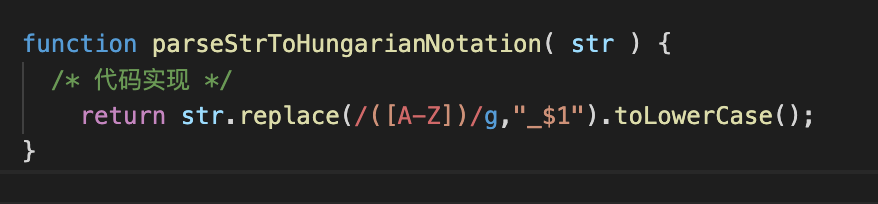 function parseStrToHungarianNotation( str ) {
/* 代码实现 */
return str.replace(/([A-Z])/g,"_$1").toLowerCase();
}